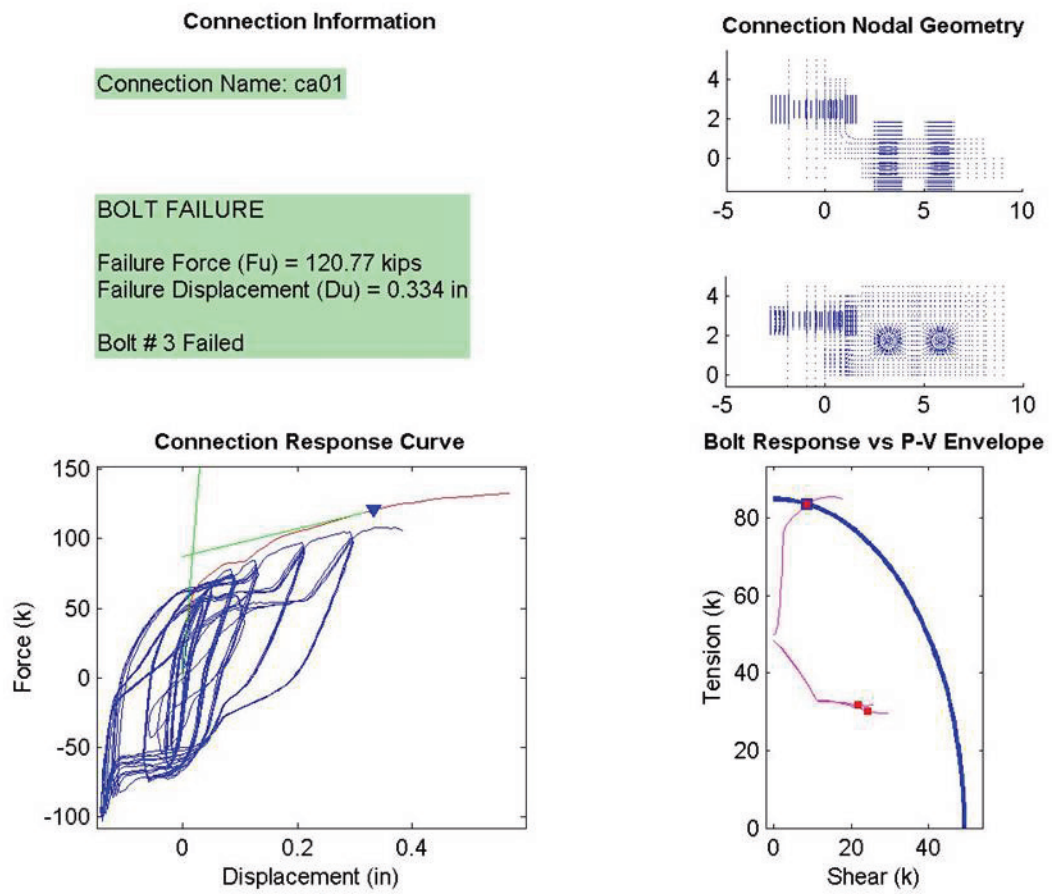 Connection Information
Connection Name: ca01
BOLT FAILURE
Failure Force (Fu) = 120.77 kips
Failure Displacement (Du) = 0.334 in
Bolt # 3 Failed
Connection Nodal Geometry
4
2
0
-5 0 5 10
4
2
0
-5 0 5 10
Connection Response Curve
150
100
50
0
-50
-100
0 0.2 0.4
Force (k)
Displacement (in)
Bolt Response vs P-V Envelope
80
60
40
20
0
0 20 40
Tension (k)
Shear (k)